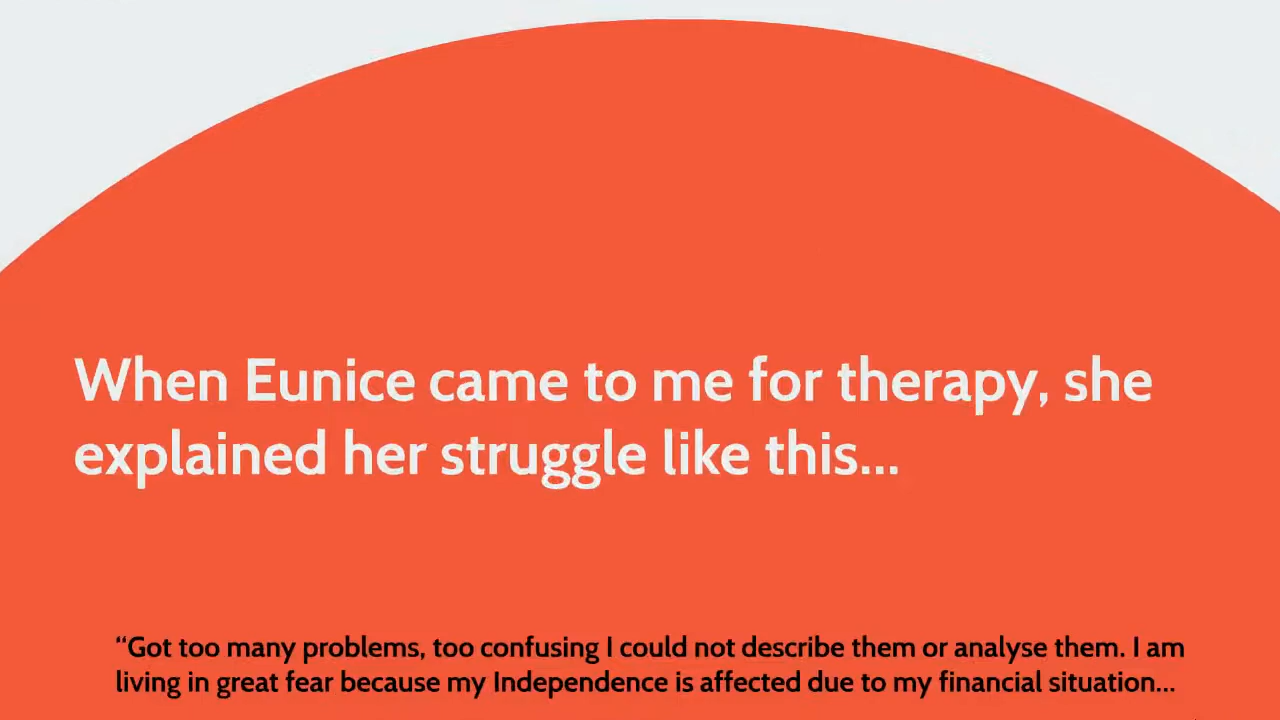 When Eunice came to me for therapy, she
explained her struggle like this...
“Got too many problems, too confusing I could not describe them or analyse them. I am
living in great fear because my Independence is affected due to my financial situation...